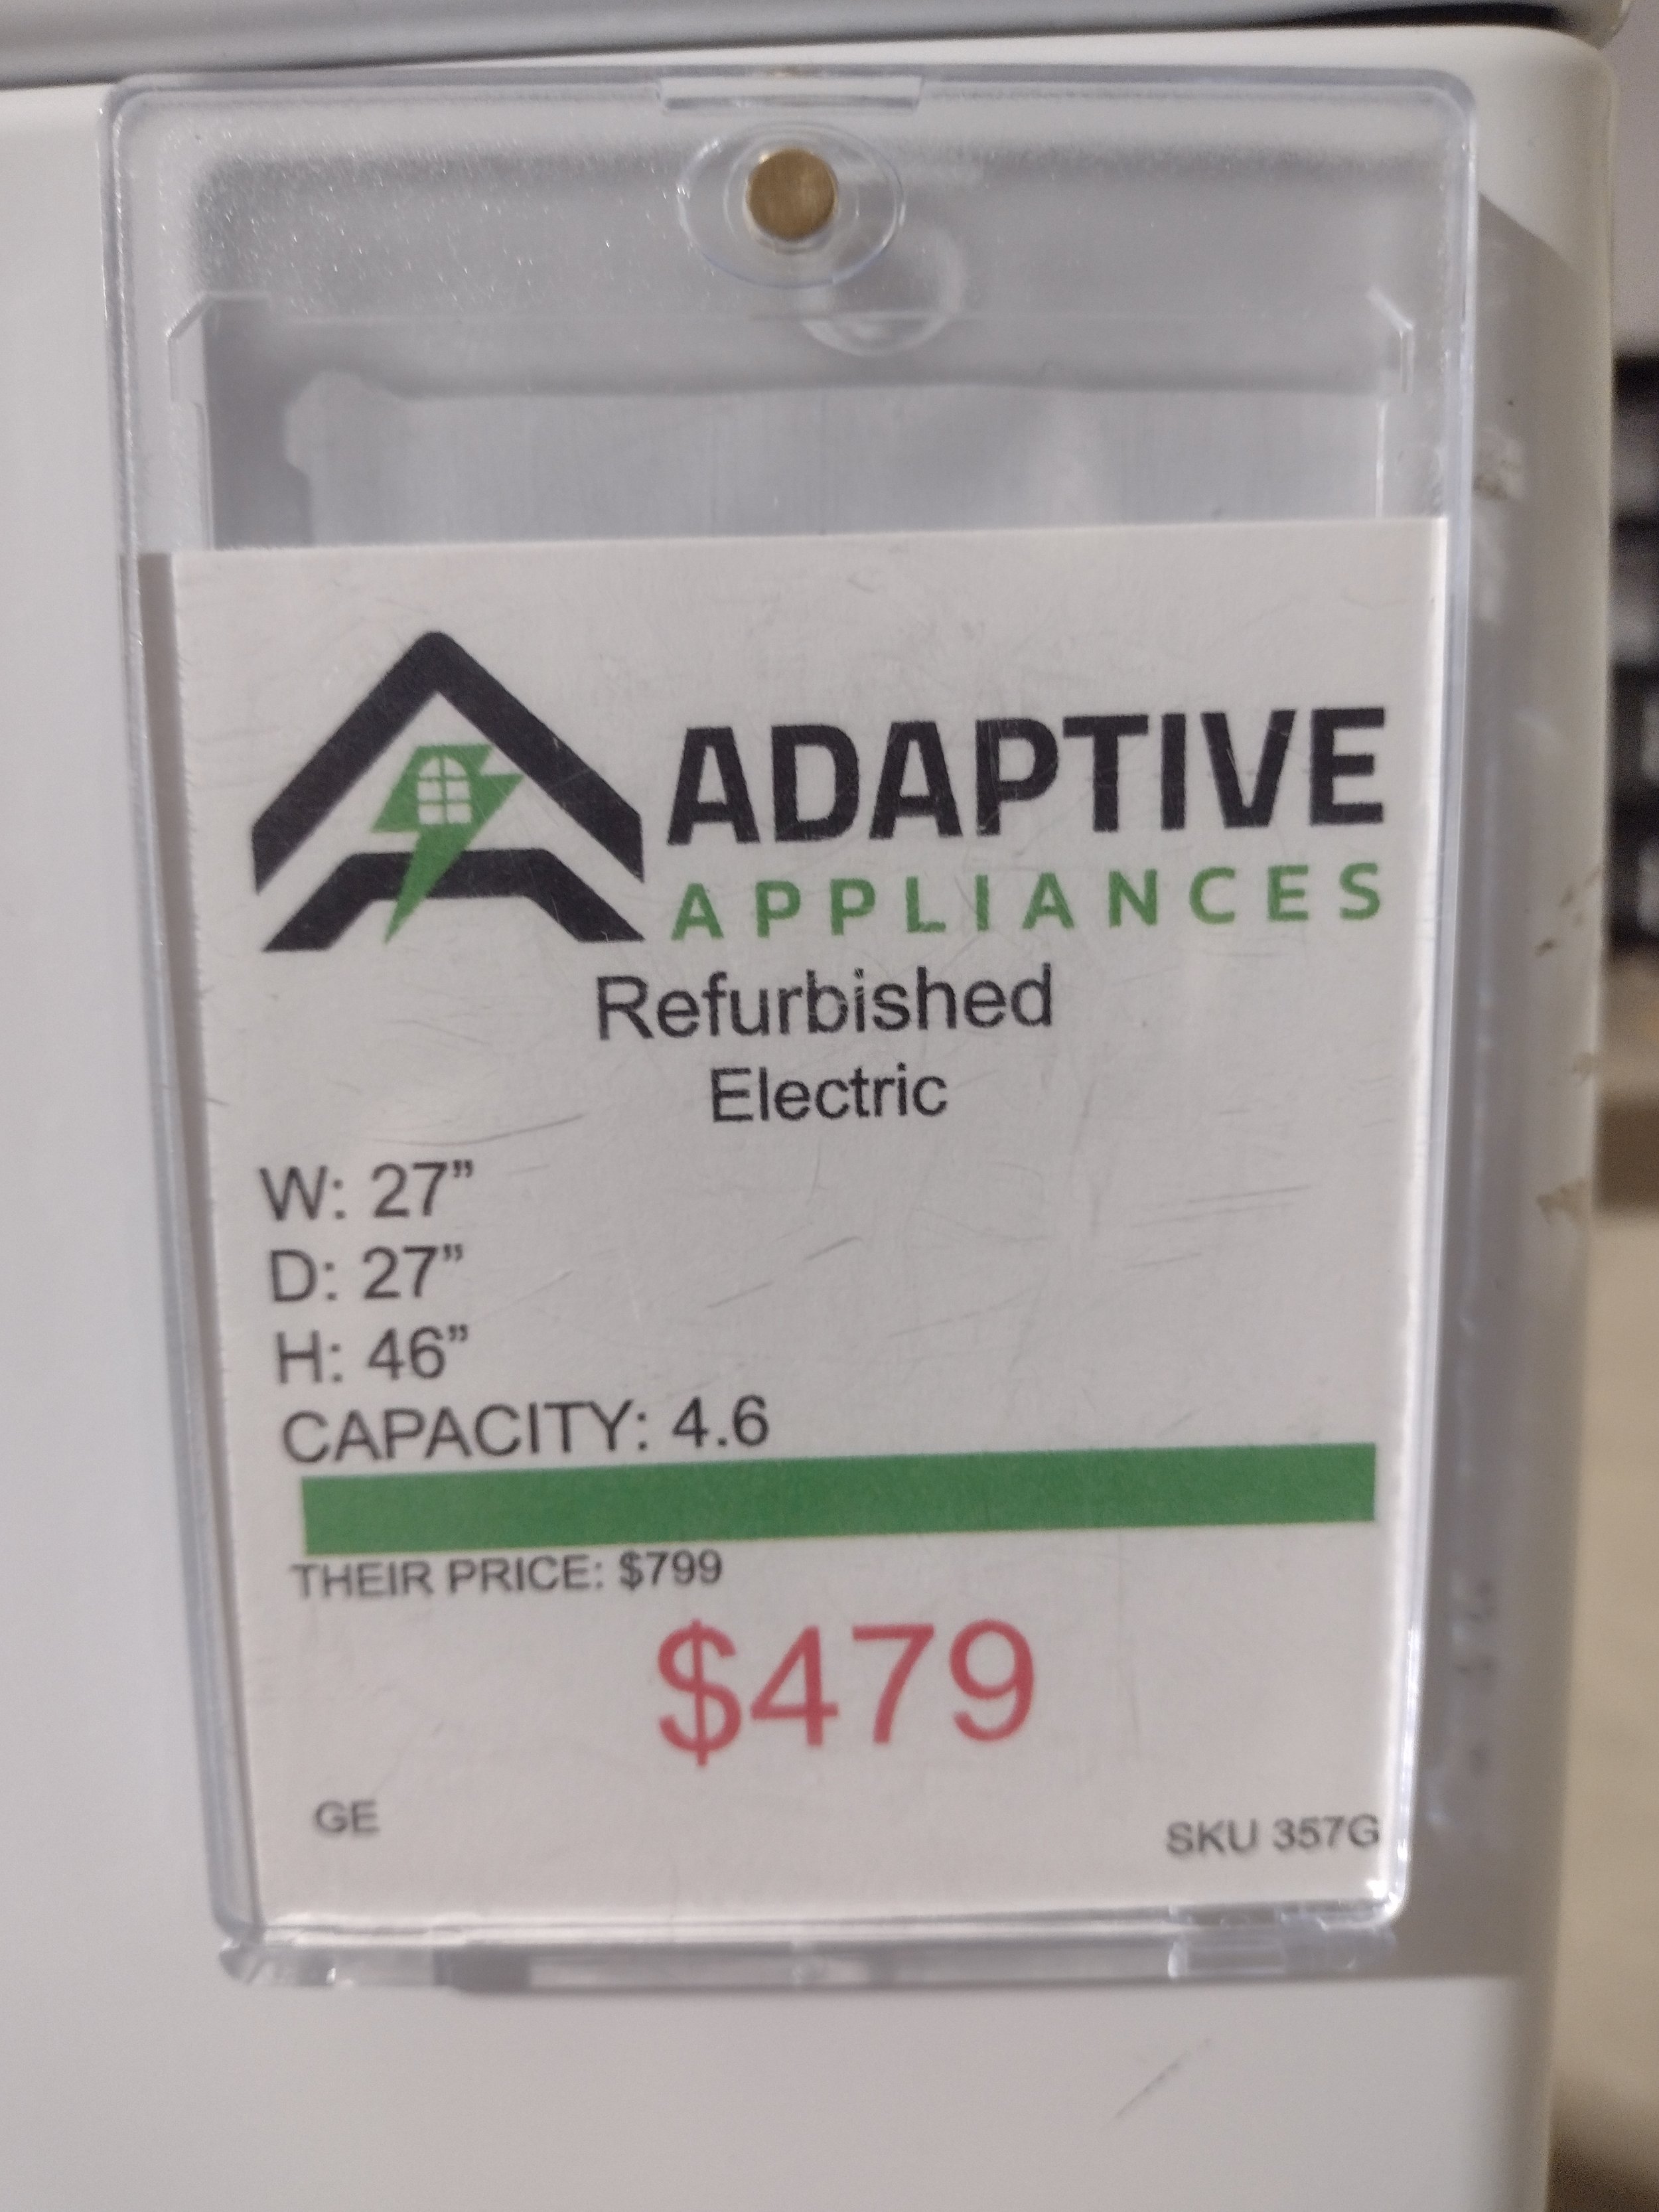 ADAPTIVE
APPLIANCES
Refurbished
Electric
W: 27”
D: 27”
H: 46”
CAPACITY: 4.6
THEIR PRICE: $799
$479
GE
SKU 357G